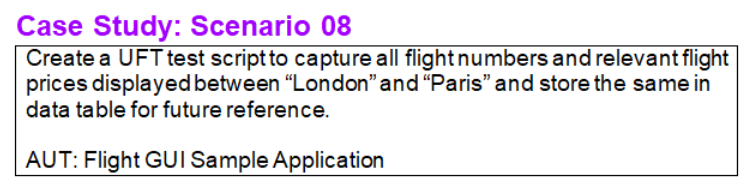 Case Study: Scenario 08
Create a UFT test script to capture all flight numbers and relevant flight
prices displayed between “London” and “Paris” and store the same in
data table for future reference.
AUT: Flight GUI Sample Application